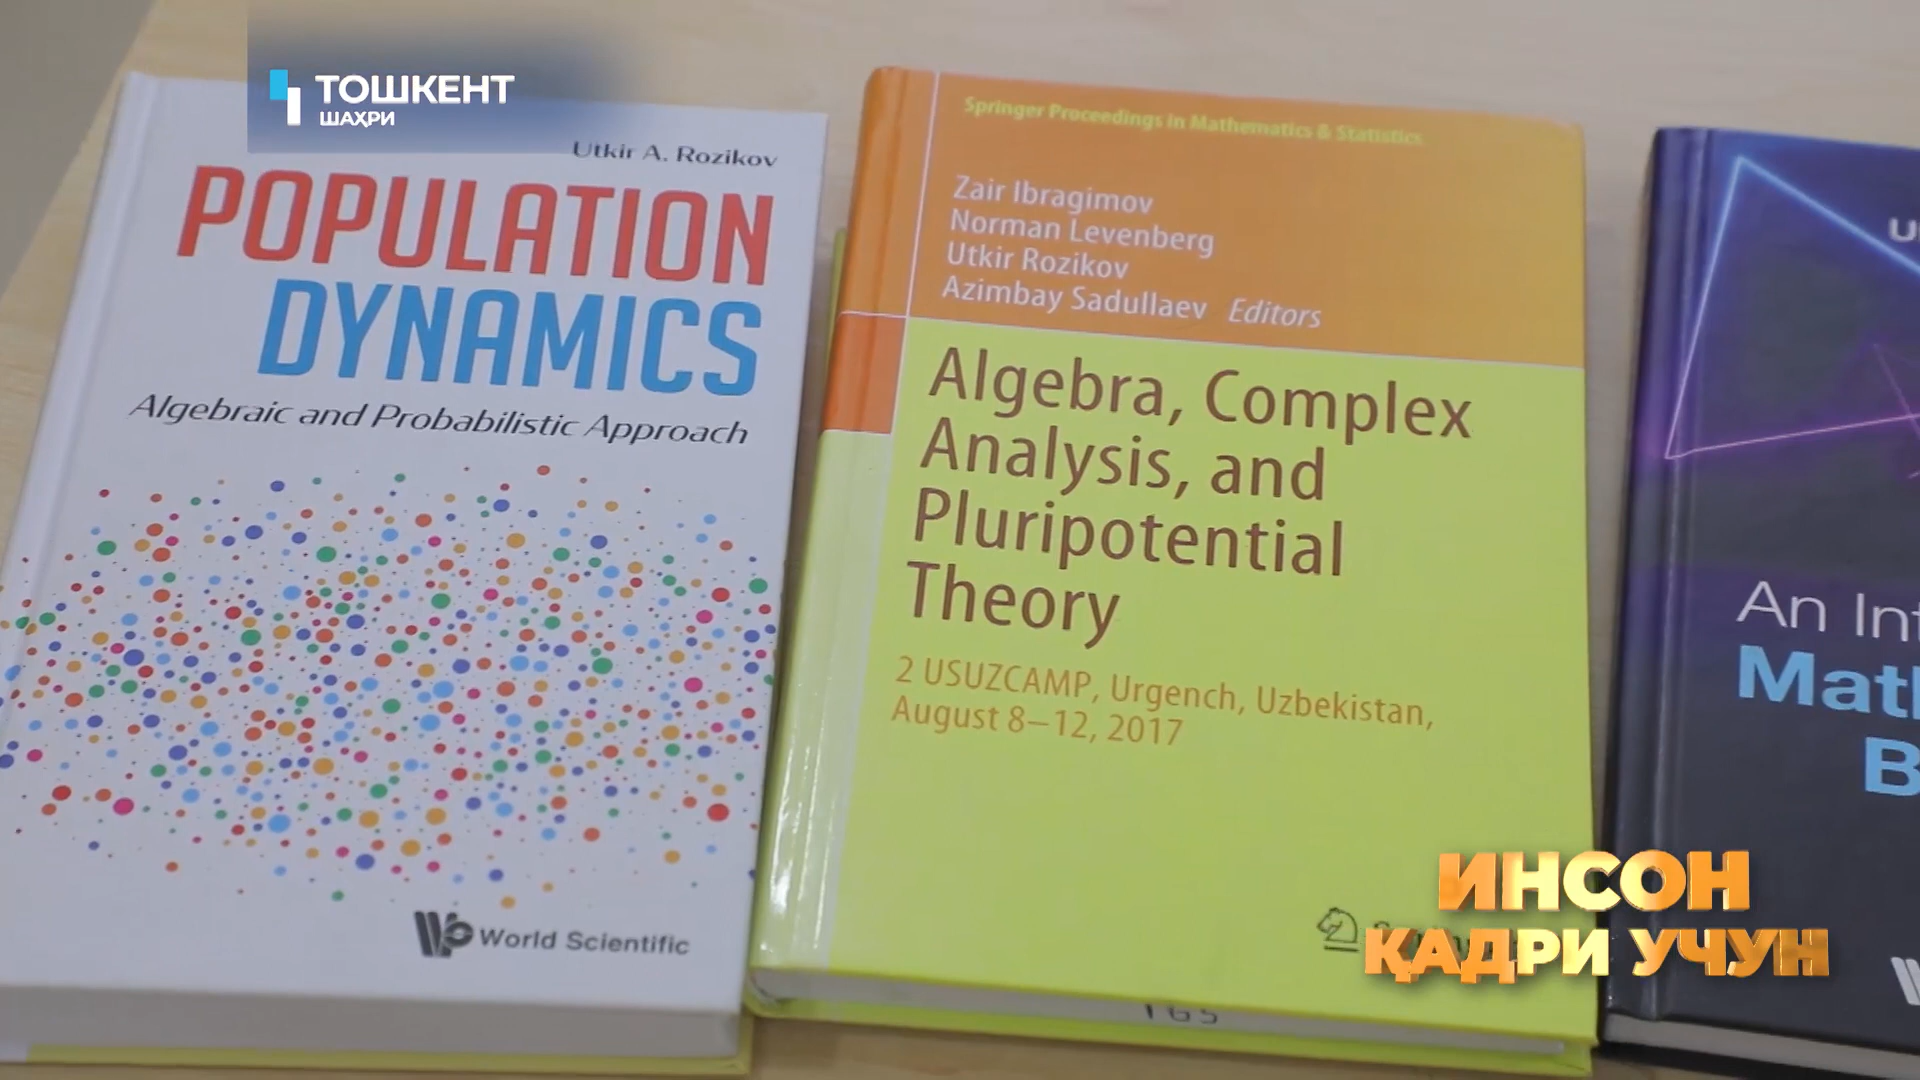 ТОШКЕНТ
ШАҲРИ
Utkir A. Rozikov
POPULATION
DYNAMICS
Algebraic and Probabilistic Approach
World Scientific
Springer Proceedings in Mathematics & Statistics
Zair Ibragimov
Norman Levenberg
Utkir Rozikov
Azimbay Sadullaev Editors
Algebra, Complex
Analysis, and
Pluripotential
Theory
2 USUZCAMP, Urgench, Uzbekistan,
August 8–12, 2017
An
ИНСОН
ҚАДРИ УЧУН